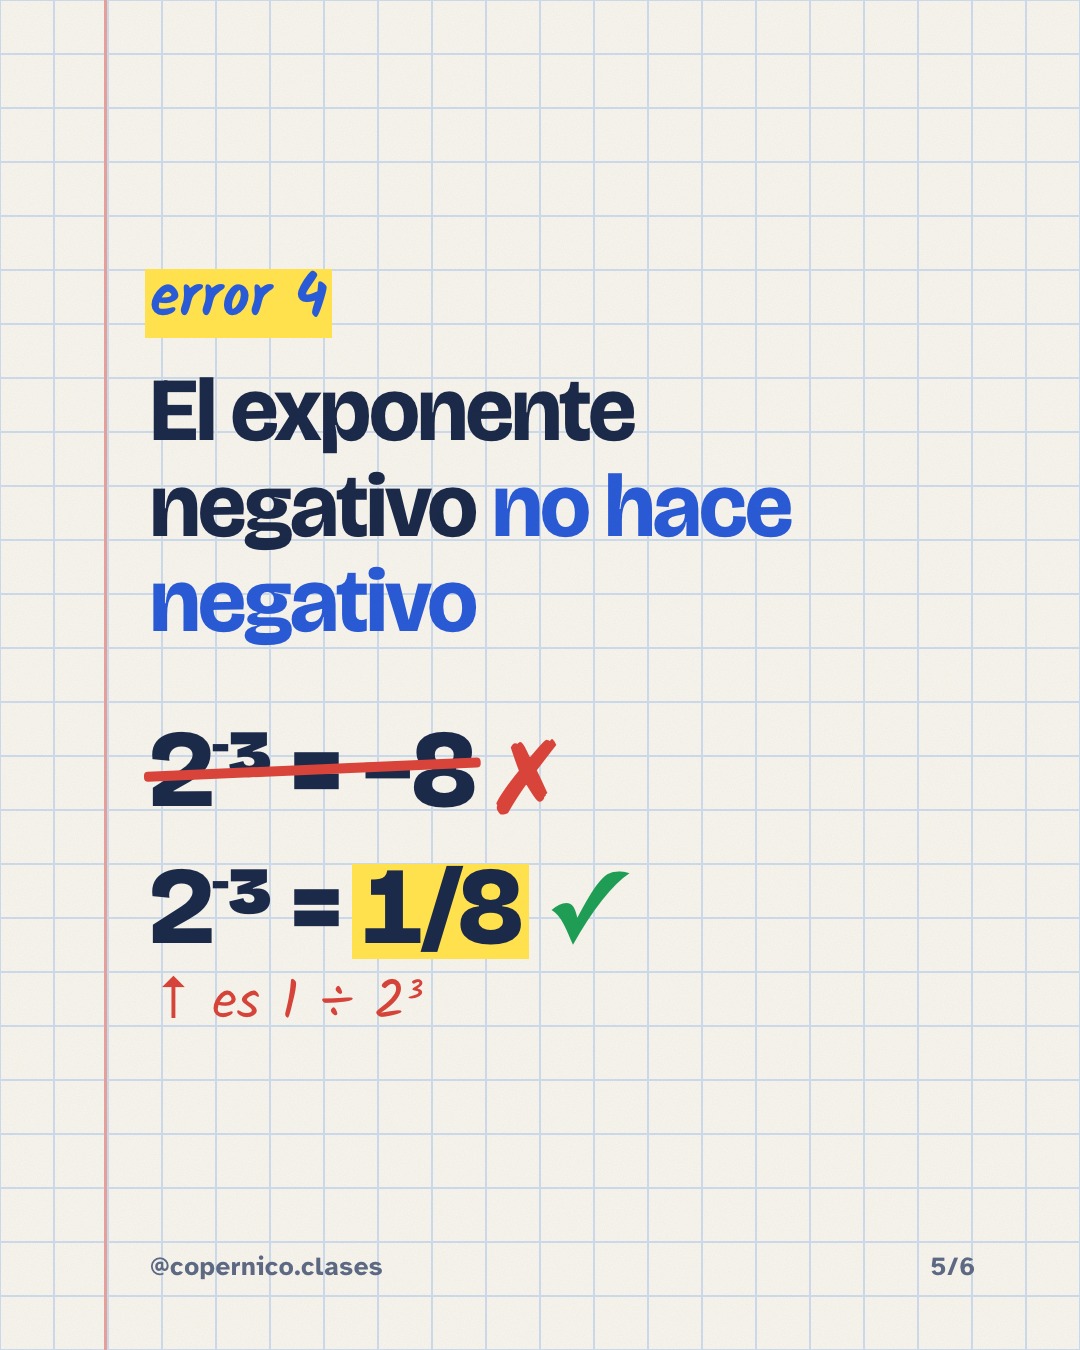 error 4
El exponente
negativo no hace
negativo
2⁻³ = −8 ✗
2⁻³ = 1/8 ✓
↑ es 1 ÷ 2³
@copernico.clases
5/6